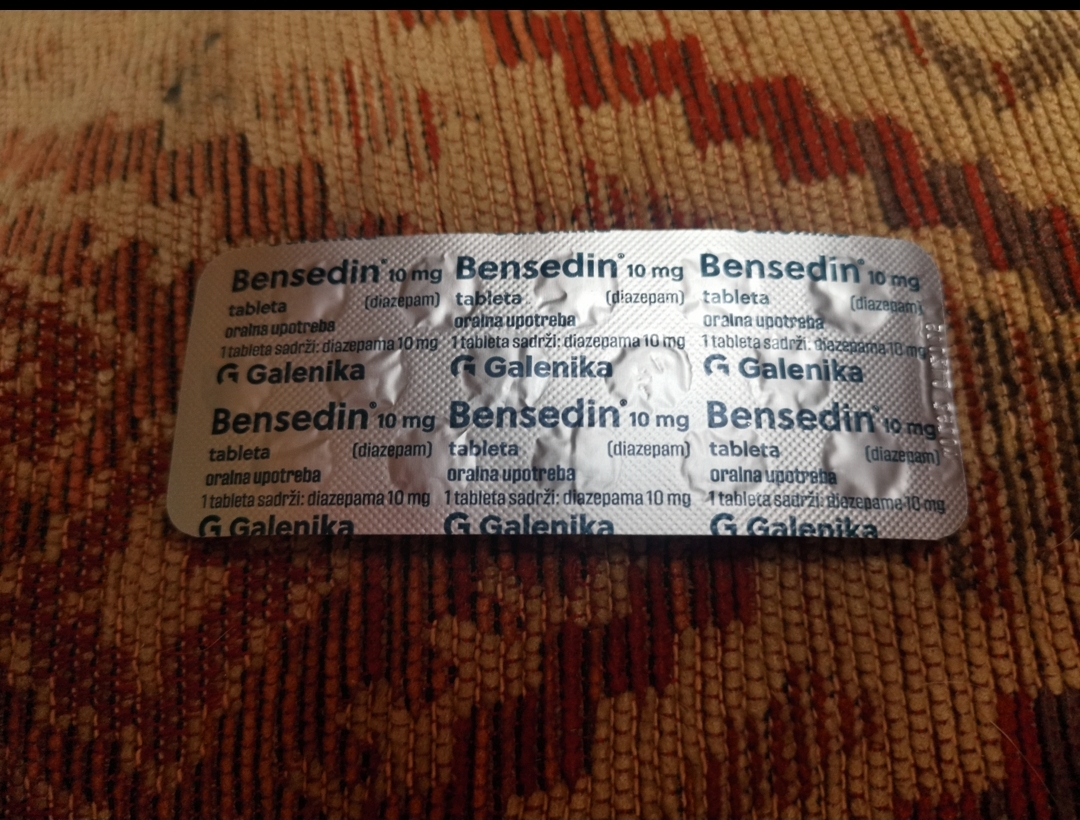 Bensedin® 10 mg
tableta (diazepam)
oralna upotreba
1 tableta sadrži: diazepama 10 mg
G Galenika
Bensedin® 10 mg
tableta (diazepam)
oralna upotreba
1 tableta sadrži: diazepama 10 mg
G Galenika
Bensedin® 10 mg
tableta (diazepam)
oralna upotreba
1 tableta sadrži: diazepama 10 mg
G Galenika
Bensedin® 10 mg
tableta (diazepam)
oralna upotreba
1 tableta sadrži: diazepama 10 mg
G Galenika
Bensedin® 10 mg
tableta (diazepam)
oralna upotreba
1 tableta sadrži: diazepama 10 mg
G Galenika
Bensedin® 10 mg
tableta (diazepam)
oralna upotreba
1 tableta sadrži: diazepama 10 mg
G Galenika